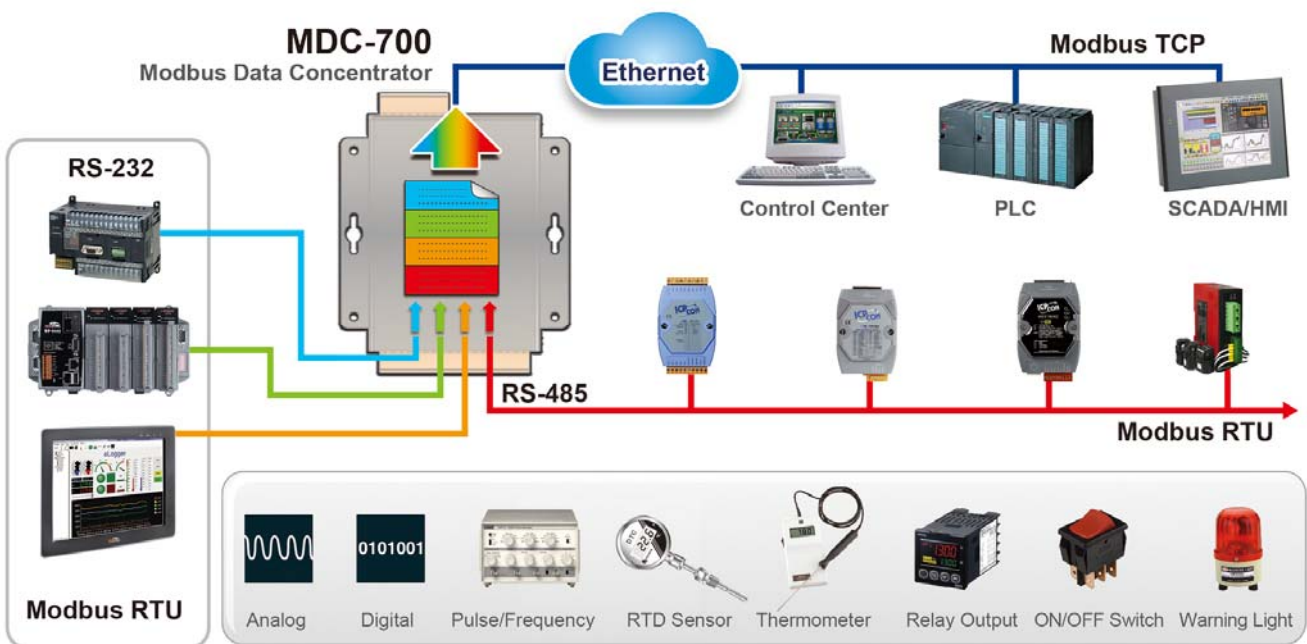 MDC-700
Modbus Data Concentrator
Ethernet
Modbus TCP
RS-232
Control Center
PLC
SCADA/HMI
RS-485
Modbus RTU
eLogger
Modbus RTU
0101001
Analog
Digital
Pulse/Frequency
RTD Sensor
Thermometer
Relay Output
ON/OFF Switch
Warning Light